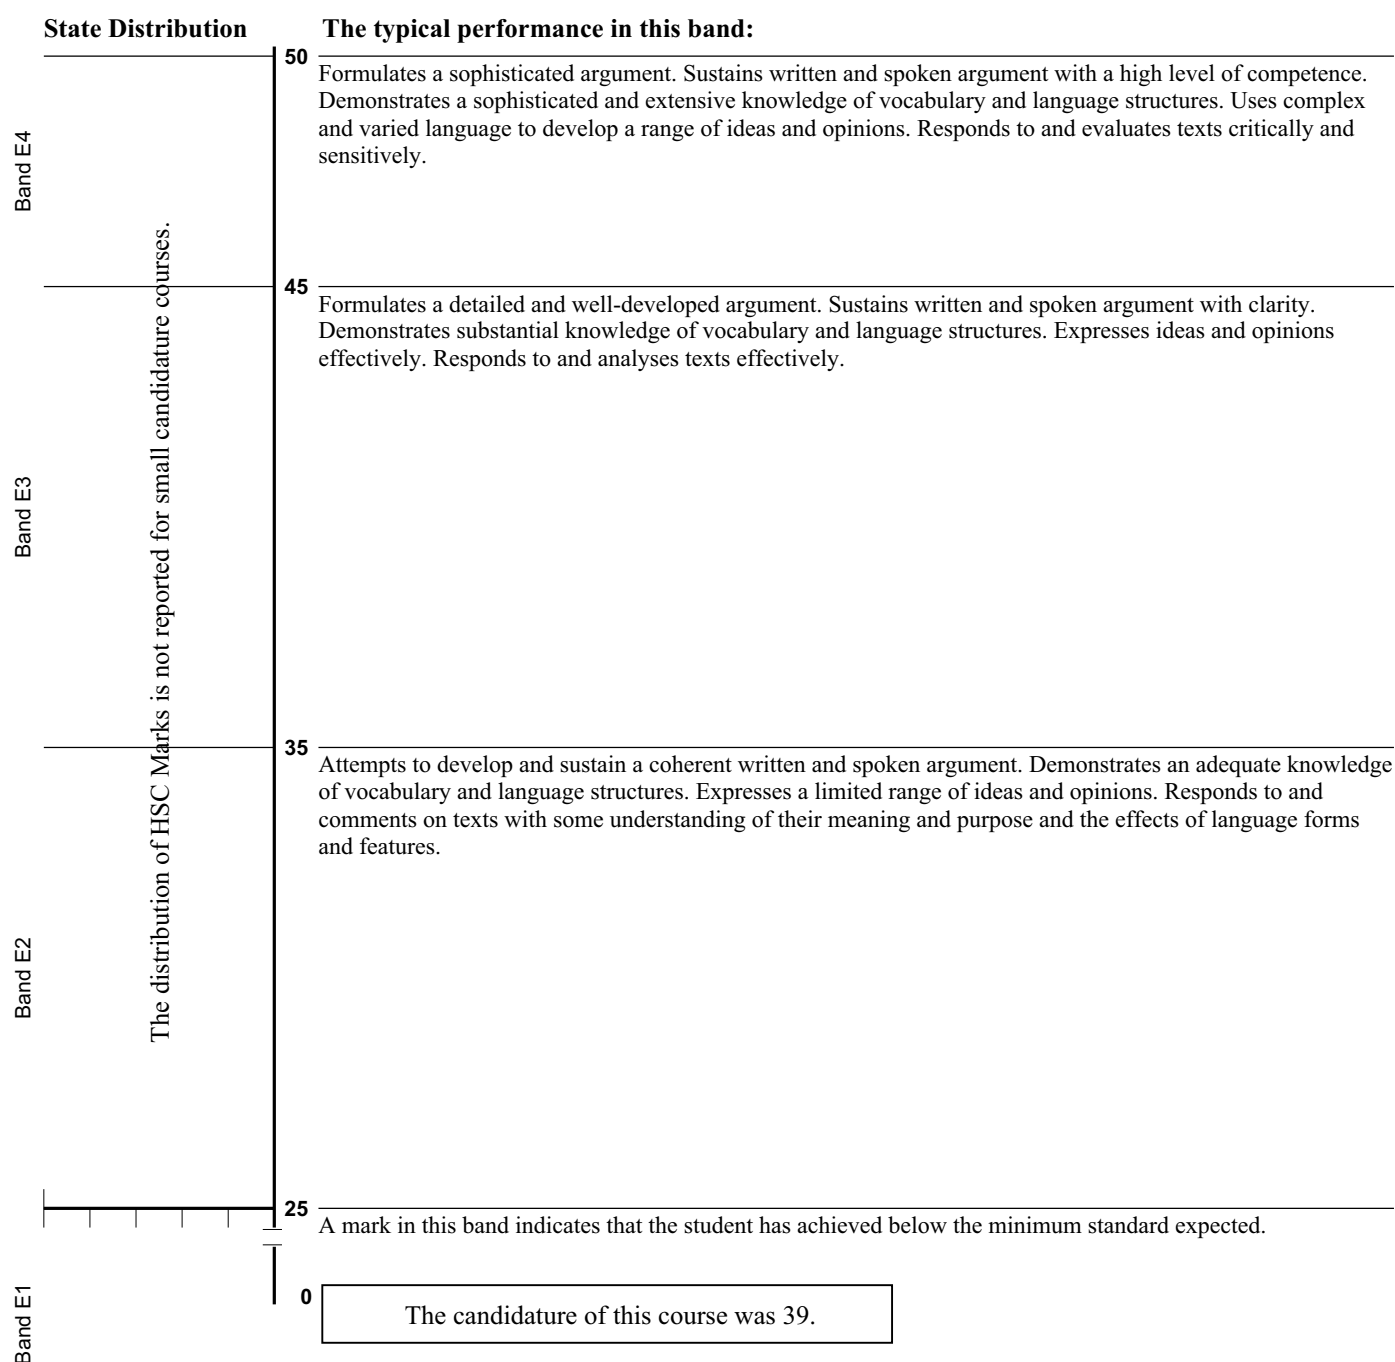 State Distribution
The typical performance in this band:
50
Formulates a sophisticated argument. Sustains written and spoken argument with a high level of competence.
Demonstrates a sophisticated and extensive knowledge of vocabulary and language structures. Uses complex
and varied language to develop a range of ideas and opinions. Responds to and evaluates texts critically and
sensitively.
Band E4
The distribution of HSC Marks is not reported for small candidature courses.
45
Formulates a detailed and well-developed argument. Sustains written and spoken argument with clarity.
Demonstrates substantial knowledge of vocabulary and language structures. Expresses ideas and opinions
effectively. Responds to and analyses texts effectively.
Band E3
35
Attempts to develop and sustain a coherent written and spoken argument. Demonstrates an adequate knowledge
of vocabulary and language structures. Expresses a limited range of ideas and opinions. Responds to and
comments on texts with some understanding of their meaning and purpose and the effects of language forms
and features.
Band E2
25
A mark in this band indicates that the student has achieved below the minimum standard expected.
Band E1
0
The candidature of this course was 39.